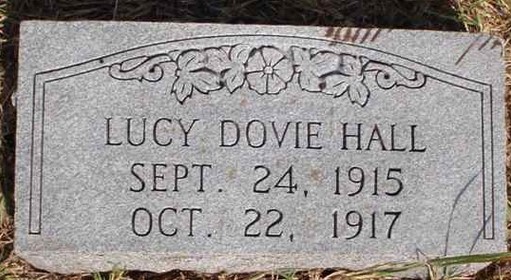 LUCY DOVIE HALL
SEPT. 24, 1915
OCT. 22, 1917